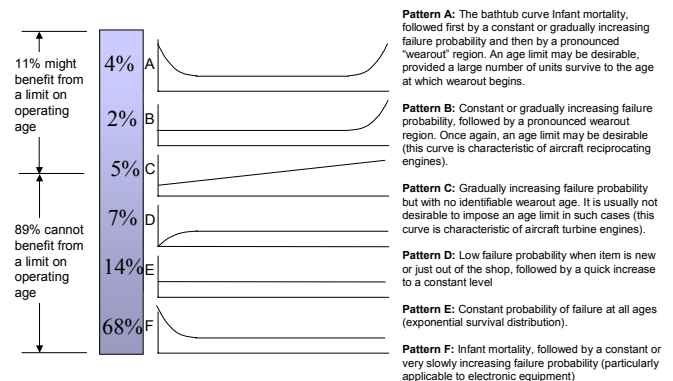 11% might
benefit from
a limit on
operating
age
89% cannot
benefit from
a limit on
operating
age
4% A
2% B
5% C
7% D
14% E
68% F
Pattern A: The bathtub curve Infant mortality,
followed first by a constant or gradually increasing
failure probability and then by a pronounced
“wearout” region. An age limit may be desirable,
provided a large number of units survive to the age
at which wearout begins.
Pattern B: Constant or gradually increasing failure
probability, followed by a pronounced wearout
region. Once again, an age limit may be desirable
(this curve is characteristic of aircraft reciprocating
engines).
Pattern C: Gradually increasing failure probability
but with no identifiable wearout age. It is usually not
desirable to impose an age limit in such cases (this
curve is characteristic of aircraft turbine engines).
Pattern D: Low failure probability when item is new
or just out of the shop, followed by a quick increase
to a constant level
Pattern E: Constant probability of failure at all ages
(exponential survival distribution).
Pattern F: Infant mortality, followed by a constant or
very slowly increasing failure probability (particularly
applicable to electronic equipment)